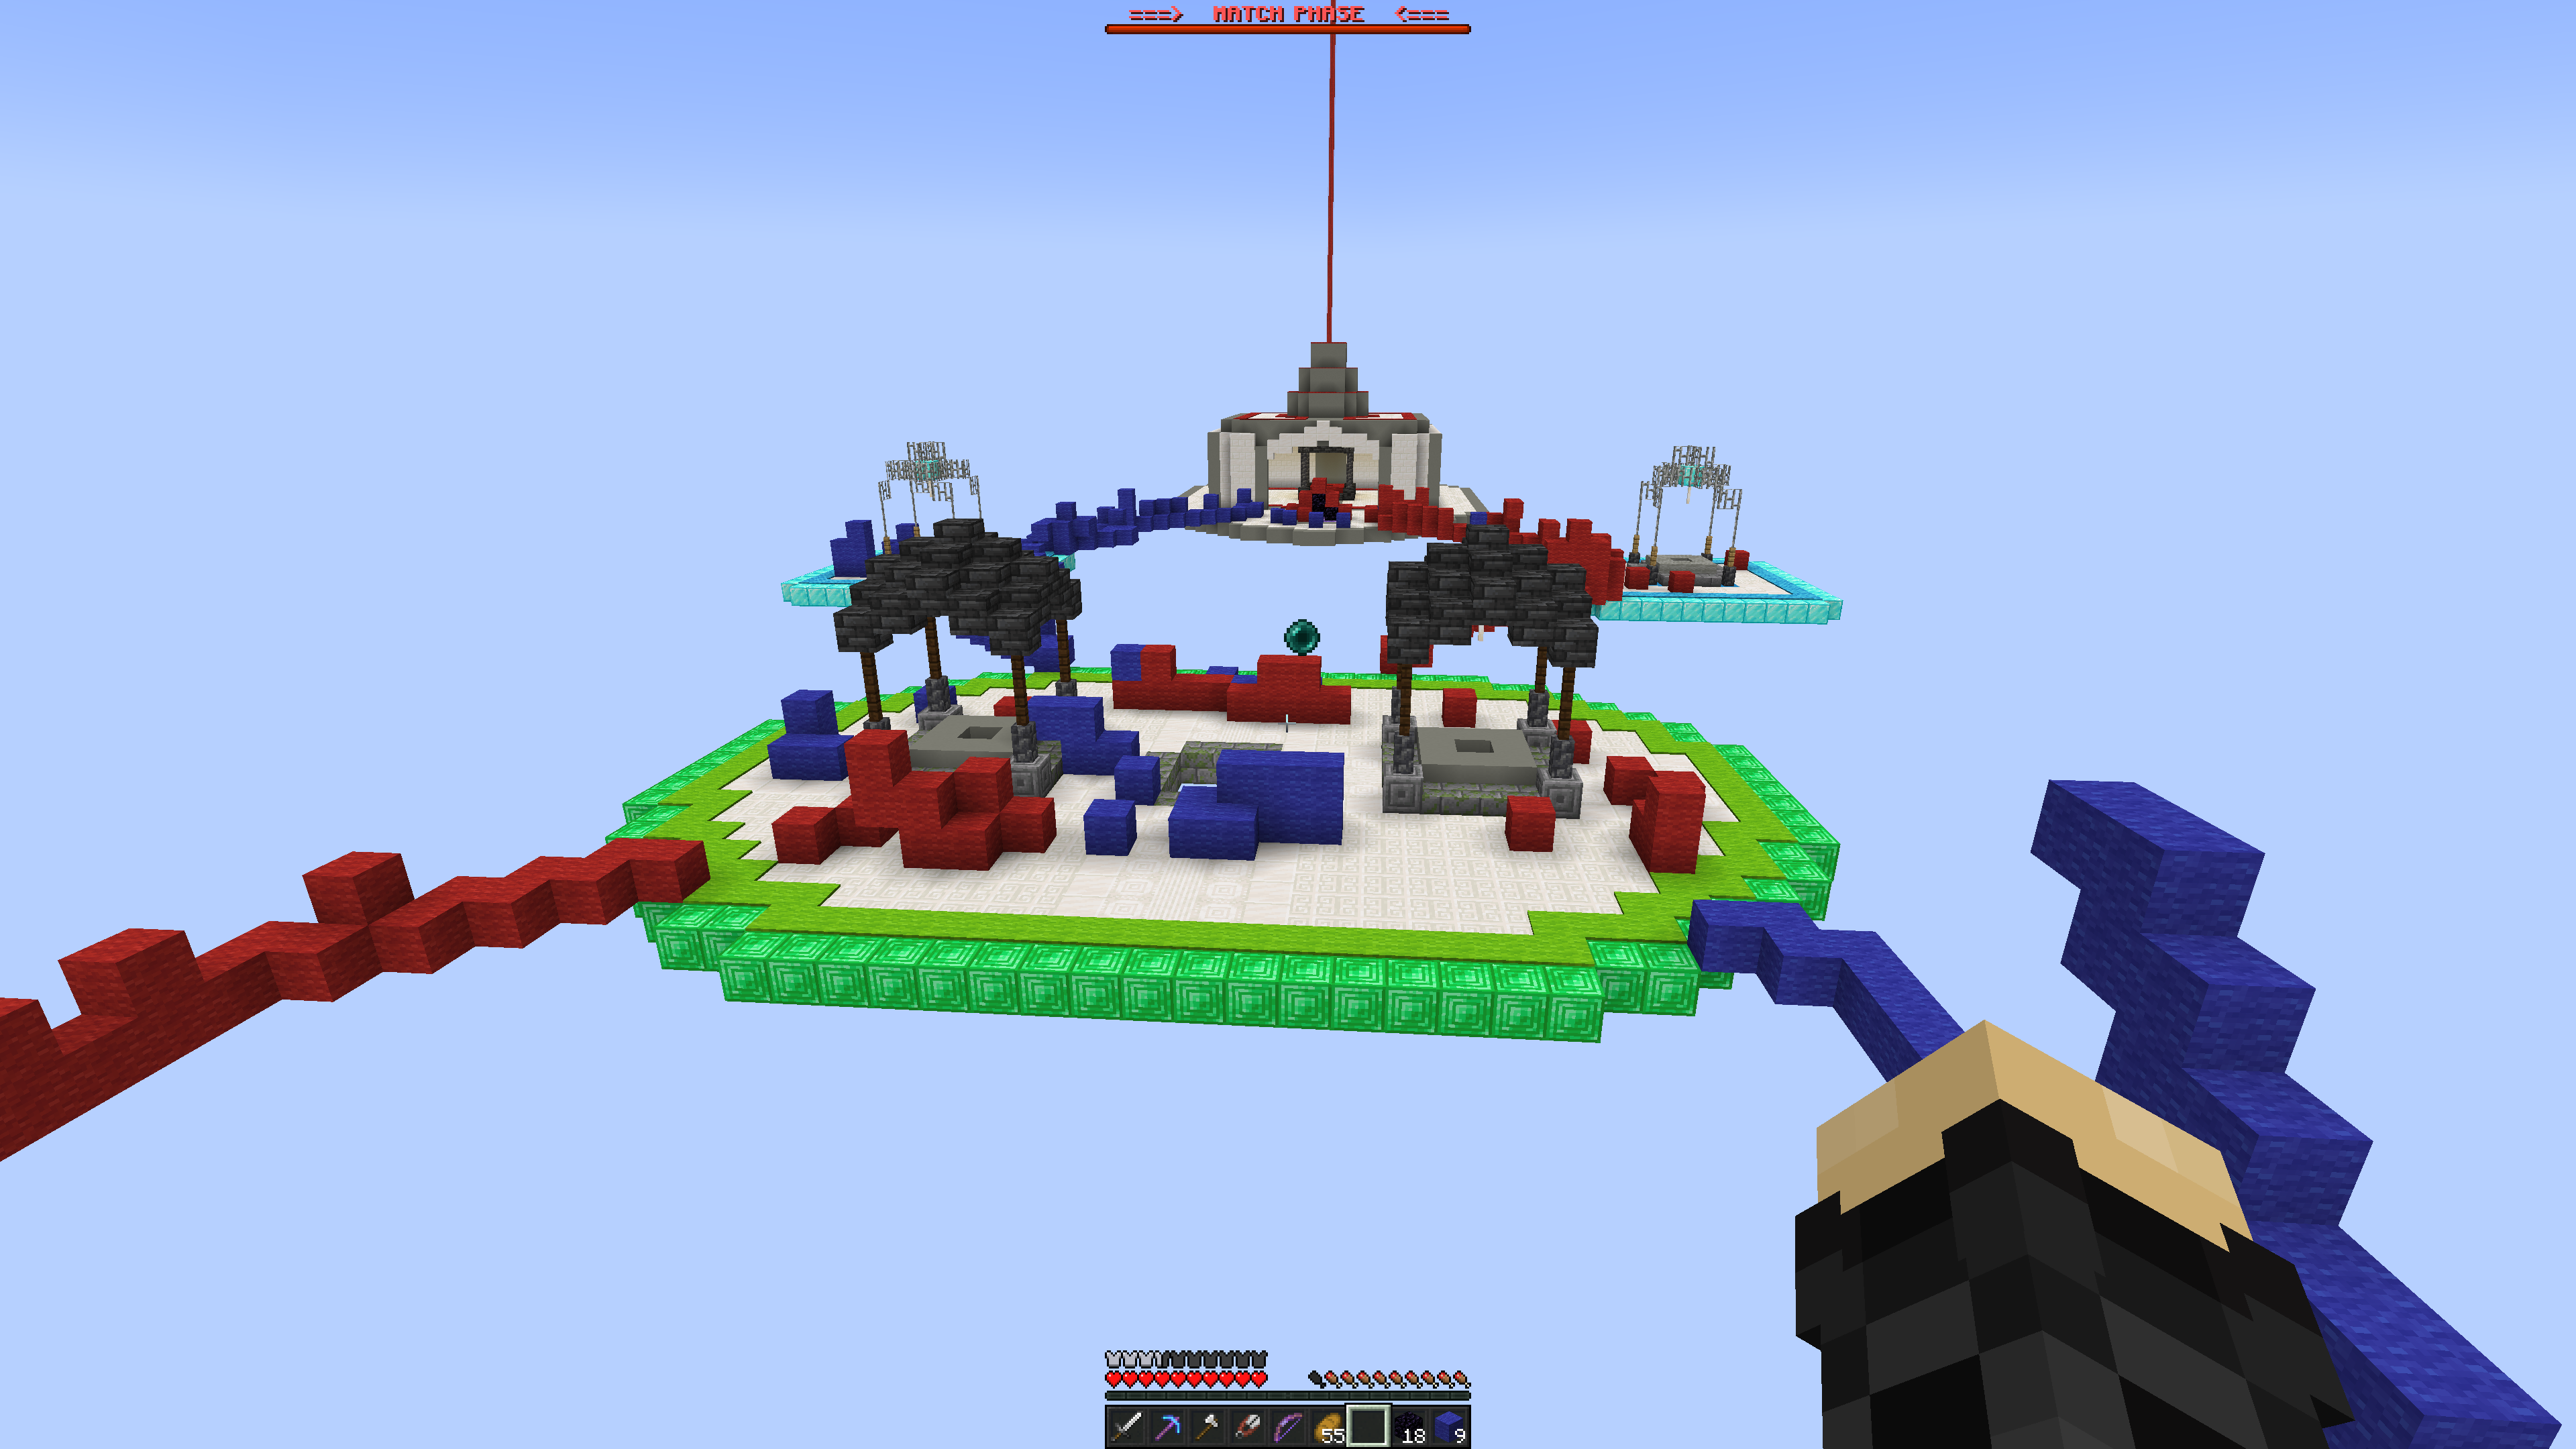 ===> MATCH PHASE <===
55
18
9